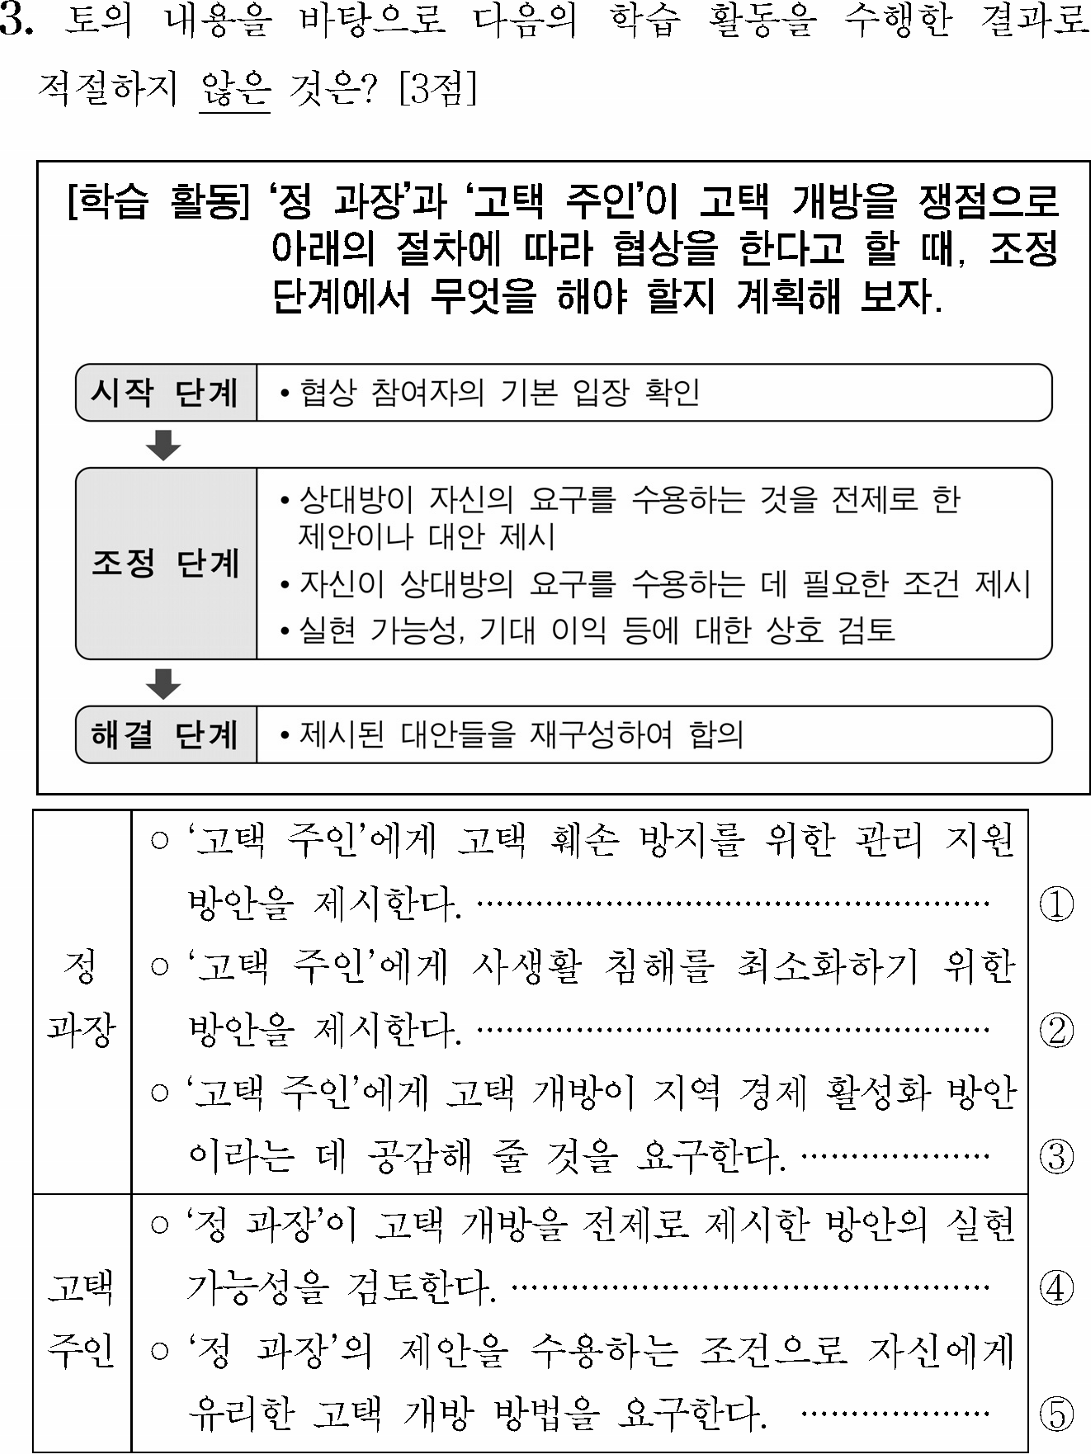 3. 토의 내용을 바탕으로 다음의 학습 활동을 수행한 결과로
적절하지 않은 것은? [3점]
[학습 활동] ‘정 과장’과 ‘고택 주인’이 고택 개방을 쟁점으로
아래의 절차에 따라 협상을 한다고 할 때, 조정
단계에서 무엇을 해야 할지 계획해 보자.
시작 단계 • 협상 참여자의 기본 입장 확인
조정 단계 • 상대방이 자신의 요구를 수용하는 것을 전제로 한
제안이나 대안 제시
• 자신이 상대방의 요구를 수용하는 데 필요한 조건 제시
• 실현 가능성, 기대 이익 등에 대한 상호 검토
해결 단계 • 제시된 대안들을 재구성하여 합의
정 과장
○ ‘고택 주인’에게 고택 훼손 방지를 위한 관리 지원
방안을 제시한다. ………………………………………… ①
○ ‘고택 주인’에게 사생활 침해를 최소화하기 위한
방안을 제시한다. ………………………………………… ②
○ ‘고택 주인’에게 고택 개방이 지역 경제 활성화 방안
이라는 데 공감해 줄 것을 요구한다. ……………… ③
고택 주인
○ ‘정 과장’이 고택 개방을 전제로 제시한 방안의 실현
가능성을 검토한다. ……………………………………… ④
○ ‘정 과장’의 제안을 수용하는 조건으로 자신에게
유리한 고택 개방 방법을 요구한다. ……………… ⑤